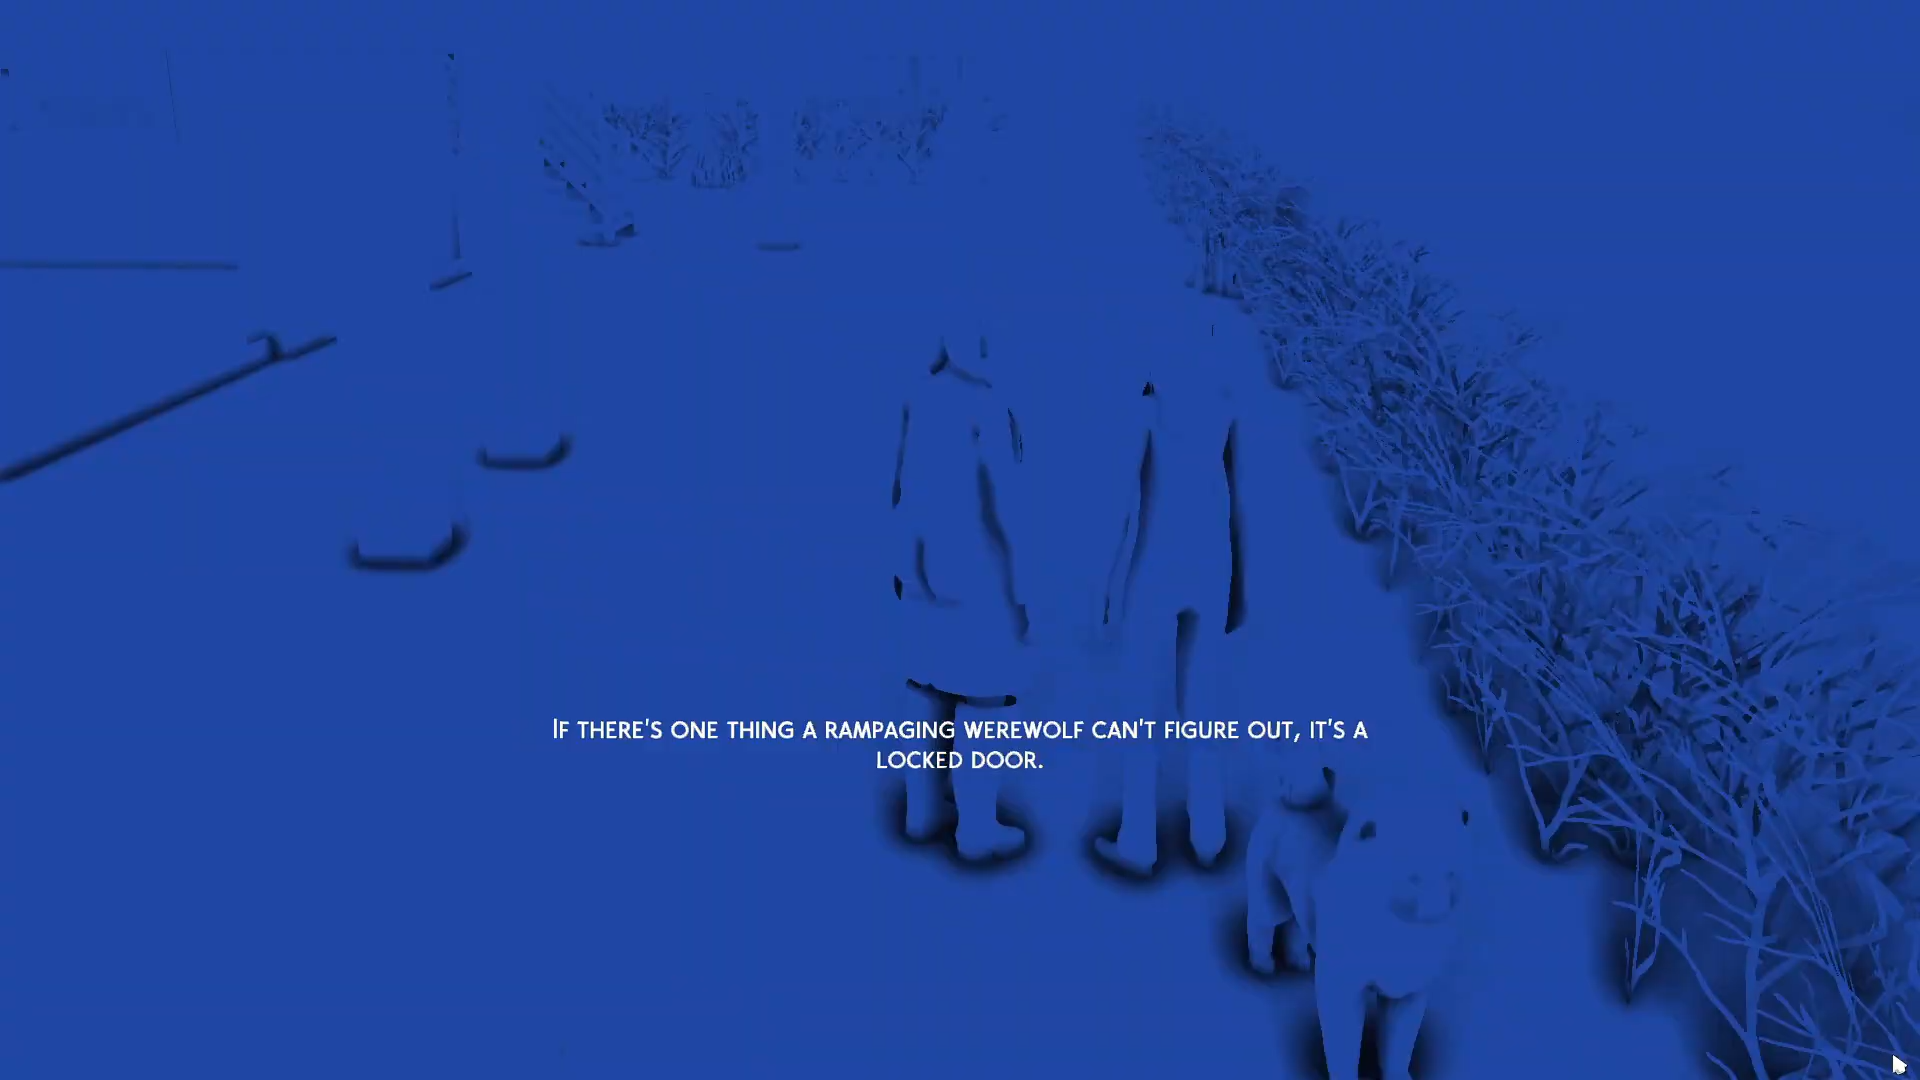 If there's one thing a rampaging werewolf can't figure out, it's a
locked door.